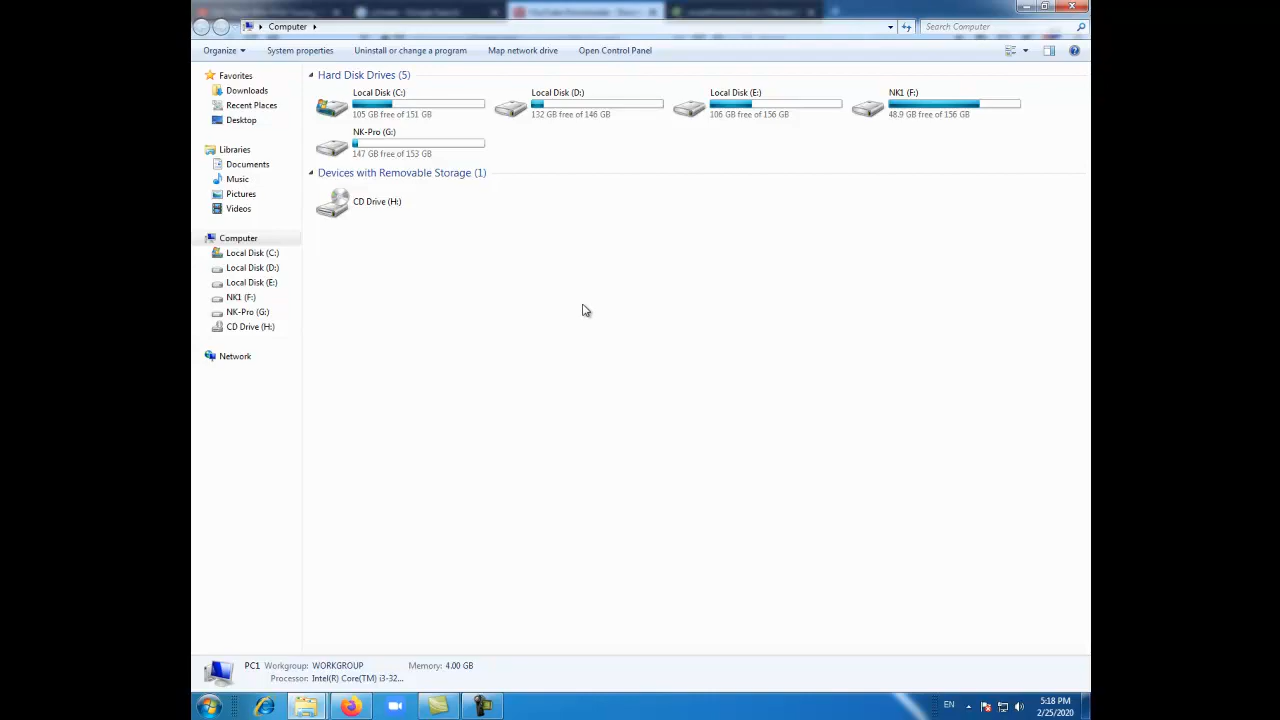 Computer
Search Computer
Organize
System properties
Uninstall or change a program
Map network drive
Open Control Panel
Favorites
Downloads
Recent Places
Desktop
Libraries
Documents
Music
Pictures
Videos
Computer
Local Disk (C:)
Local Disk (D:)
Local Disk (E:)
NK1 (F:)
NK-Pro (G:)
CD Drive (H:)
Network
Hard Disk Drives (5)
Local Disk (C:)
105 GB free of 151 GB
Local Disk (D:)
132 GB free of 146 GB
Local Disk (E:)
106 GB free of 156 GB
NK1 (F:)
48.9 GB free of 156 GB
NK-Pro (G:)
147 GB free of 153 GB
Devices with Removable Storage (1)
CD Drive (H:)
PC1 Workgroup: WORKGROUP Memory: 4.00 GB
Processor: Intel(R) Core(TM) i3-32...
EN
5:18 PM
2/25/2020